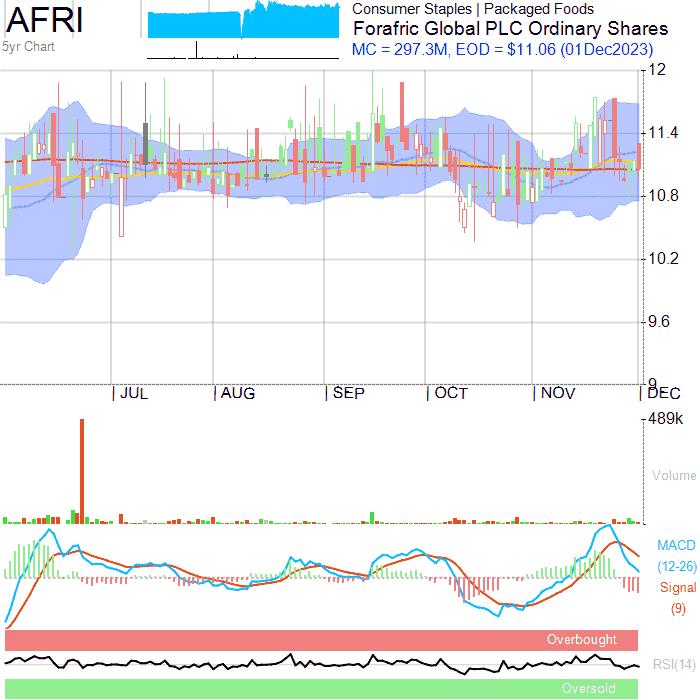 AFRI
5yr Chart
Consumer Staples | Packaged Foods
Forafric Global PLC Ordinary Shares
MC = 297.3M, EOD = $11.06 (01Dec2023)
12
11.4
10.8
10.2
9.6
9
JUL
AUG
SEP
OCT
NOV
DEC
489k
Volume
MACD
(12-26)
Signal
(9)
Overbought
RSI(14)
Oversold